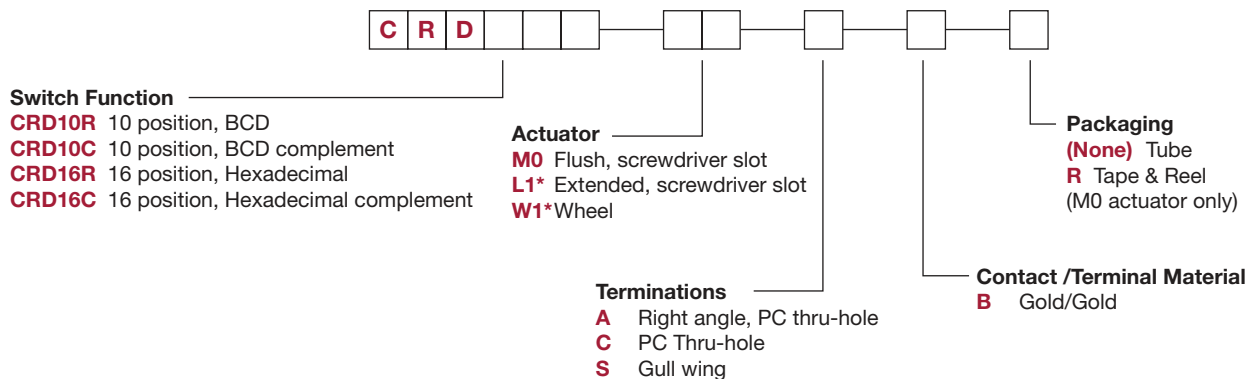 C R D
Switch Function
CRD10R 10 position, BCD
CRD10C 10 position, BCD complement
CRD16R 16 position, Hexadecimal
CRD16C 16 position, Hexadecimal complement
Actuator
M0 Flush, screwdriver slot
L1* Extended, screwdriver slot
W1* Wheel
Terminations
A Right angle, PC thru-hole
C PC Thru-hole
S Gull wing
Contact /Terminal Material
B Gold/Gold
Packaging
(None) Tube
R Tape & Reel
(M0 actuator only)